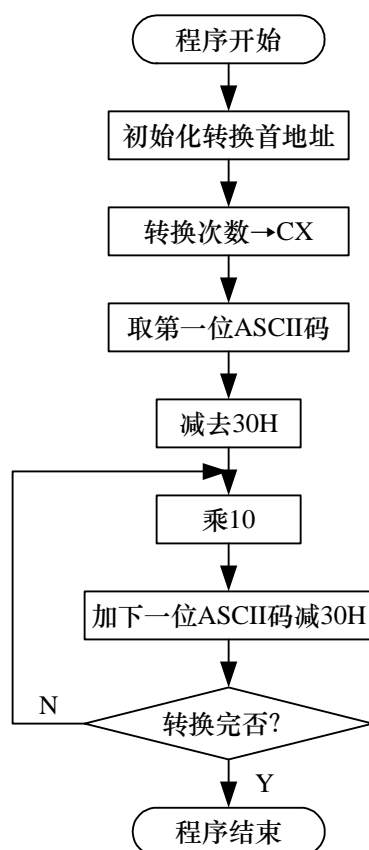 程序开始
初始化转换首地址
转换次数→CX
取第一位ASCII码
减去30H
乘10
加下一位ASCII码减30H
N
转换完否?
Y
程序结束